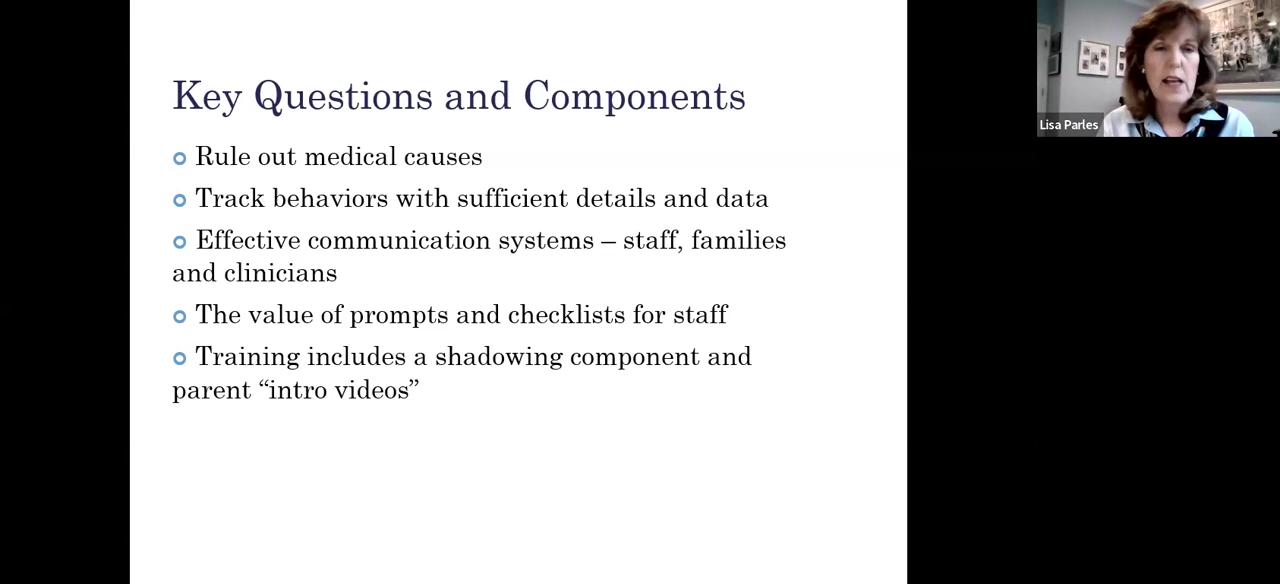 Key Questions and Components
Rule out medical causes
Track behaviors with sufficient details and data
Effective communication systems – staff, families
and clinicians
The value of prompts and checklists for staff
Training includes a shadowing component and
parent “intro videos”
Lisa Parles